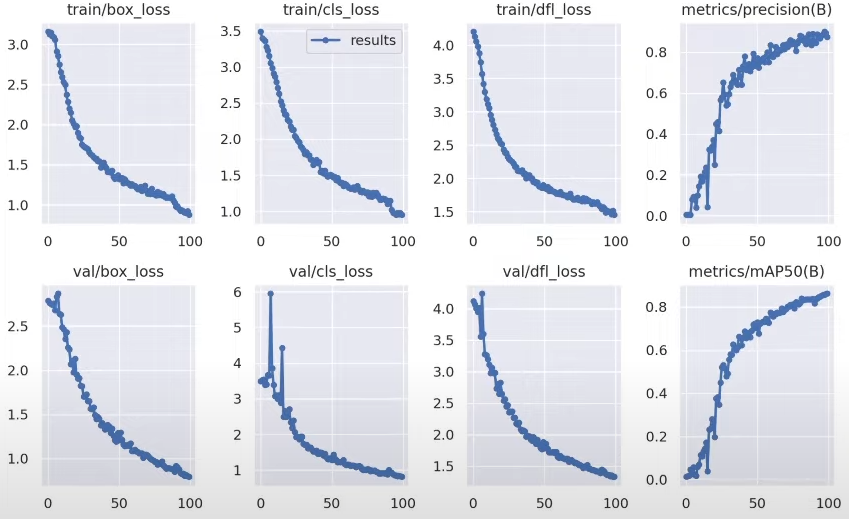 train/box_loss train/cls_loss train/dfl_loss metrics/precision(B)
3.0 2.5 2.0 1.5 1.0
0 50 100
3.5 3.0 2.5 2.0 1.5 1.0
results
0 50 100
4.0 3.5 3.0 2.5 2.0 1.5
0 50 100
0.8 0.6 0.4 0.2 0.0
0 50 100
val/box_loss val/cls_loss val/dfl_loss metrics/mAP50(B)
2.5 2.0 1.5 1.0
0 50 100
6 5 4 3 2 1
0 50 100
4.0 3.5 3.0 2.5 2.0 1.5
0 50 100
0.8 0.6 0.4 0.2 0.0
0 50 100